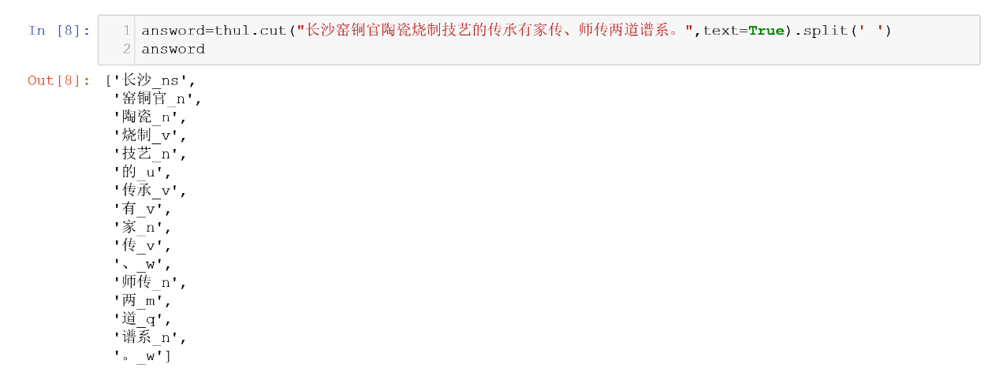 In [8]: 1 answord=thul.cut("长沙窑铜官陶瓷烧制技艺的传承有家传、师传两道谱系。",text=True).split(' ')
2 answord
Out[8]: ['长沙_ns',
'窑铜官_n',
'陶瓷_n',
'烧制_v',
'技艺_n',
'的_u',
'传承_v',
'有_v',
'家_n',
'传_v',
'、_w',
'师传_n',
'两_m',
'道_q',
'谱系_n',
'。_w']